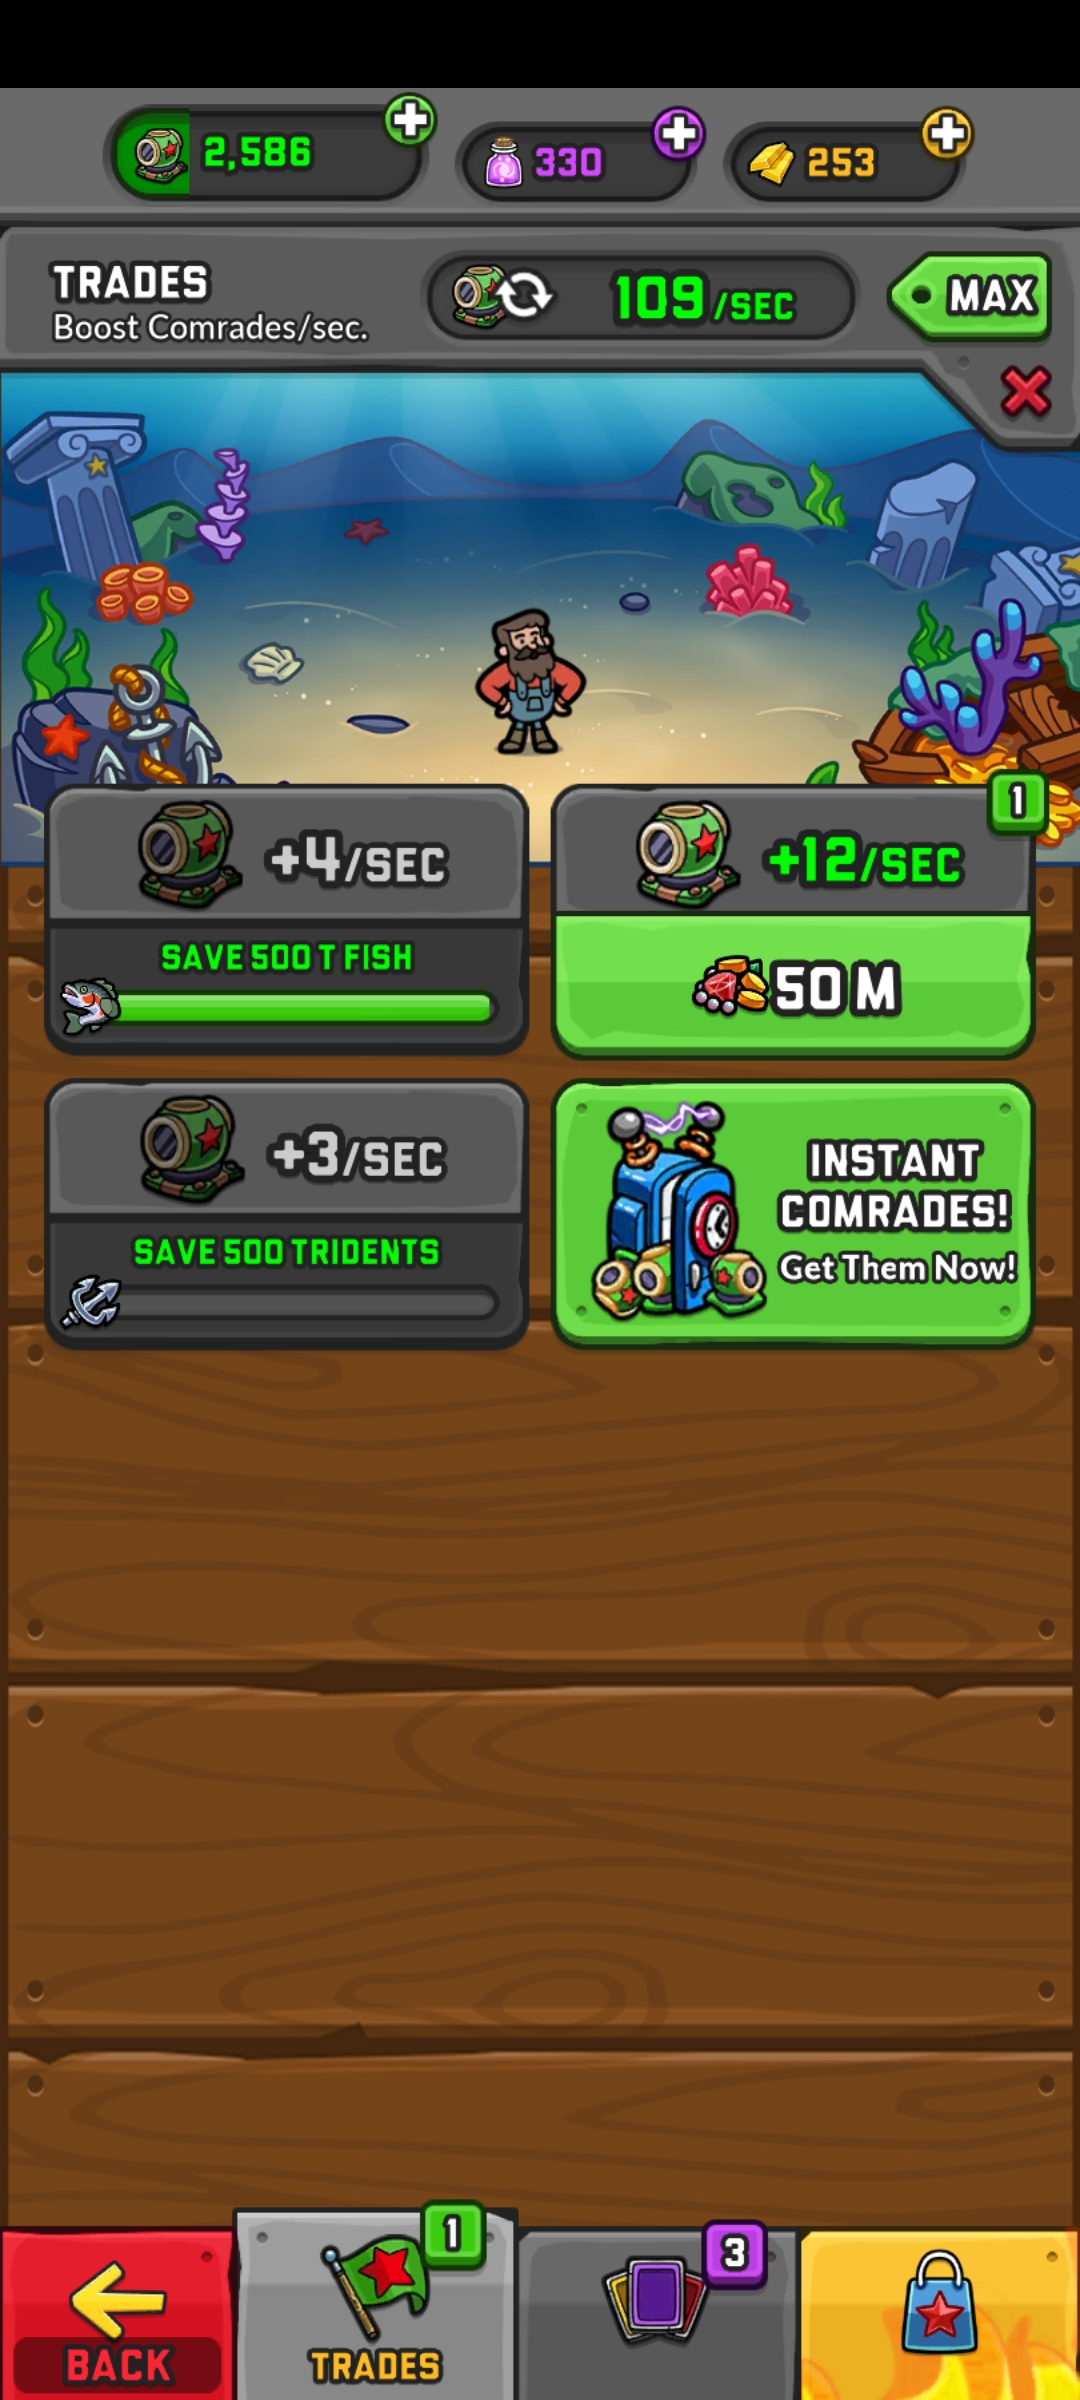 2,586
330
253
TRADES
Boost Comrades/sec.
109/SEC
MAX
+4/SEC
SAVE 500 T FISH
1
+12/SEC
50 M
+3/SEC
SAVE 500 TRIDENTS
INSTANT
COMRADES!
Get Them Now!
BACK
1
TRADES
3